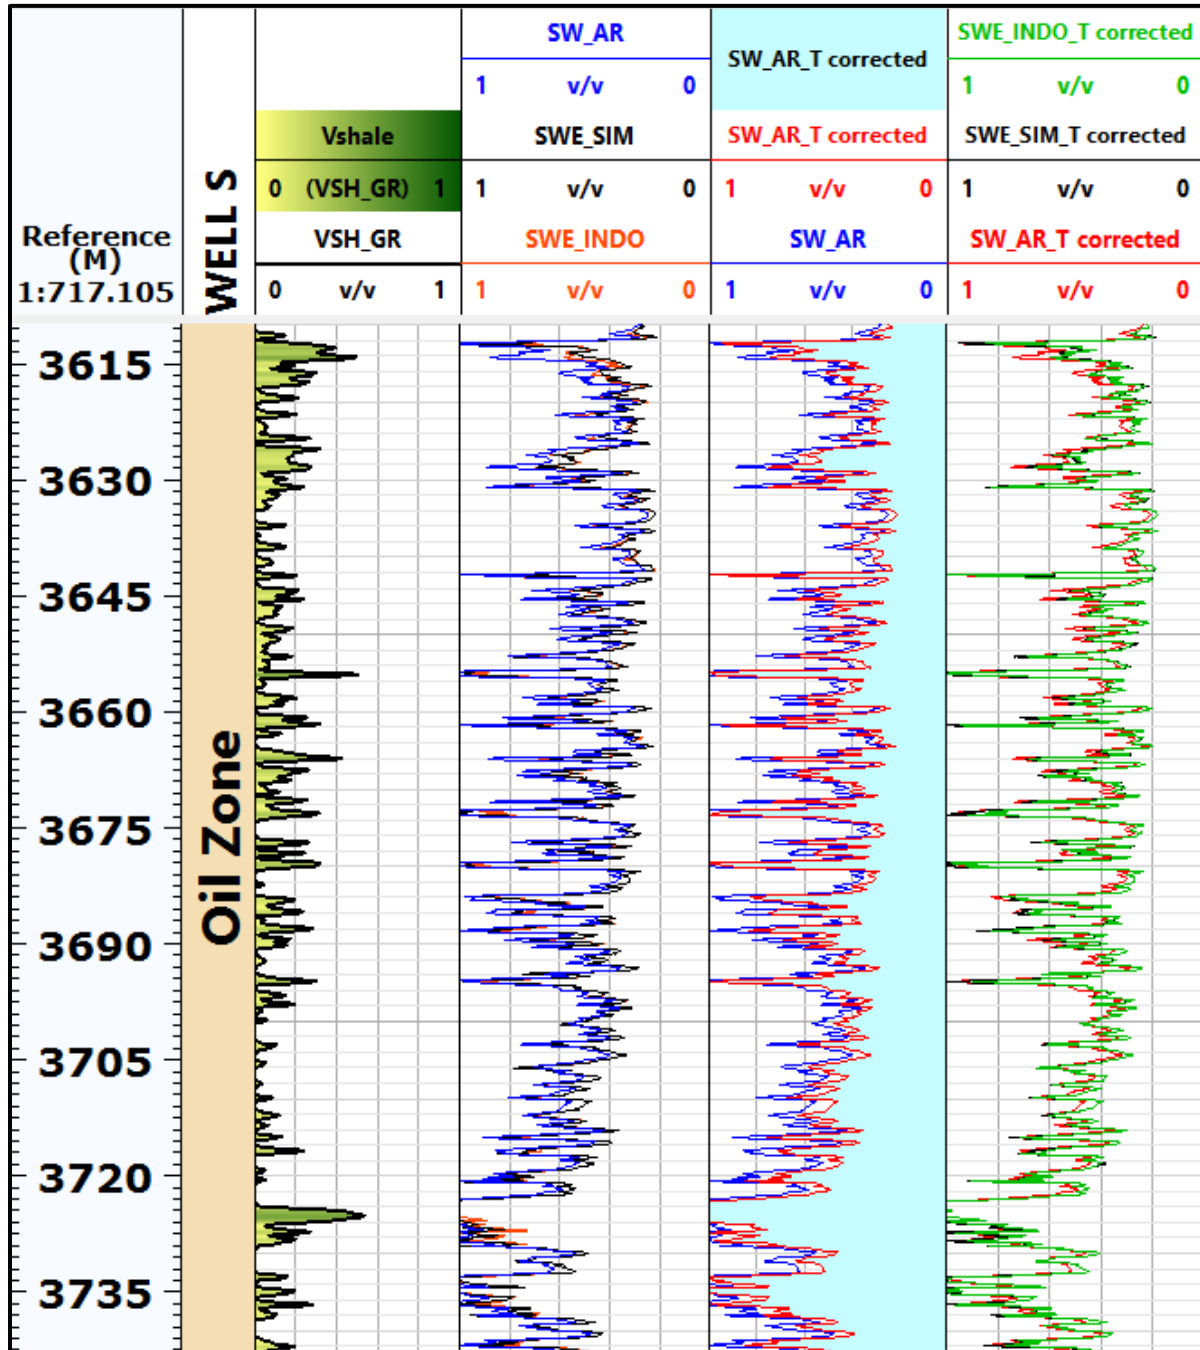 Reference
(M)
1:717.105
WELL S
Vshale
0 (VSH_GR) 1
VSH_GR
0 v/v 1
SW_AR
1 v/v 0
SWE_SIM
1 v/v 0
SWE_INDO
1 v/v 0
SW_AR_T corrected
SW_AR_T corrected
1 v/v 0
SW_AR
1 v/v 0
SWE_INDO_T corrected
1 v/v 0
SWE_SIM_T corrected
1 v/v 0
SW_AR_T corrected
1 v/v 0
3615
3630
3645
3660
3675
3690
3705
3720
3735
Oil Zone